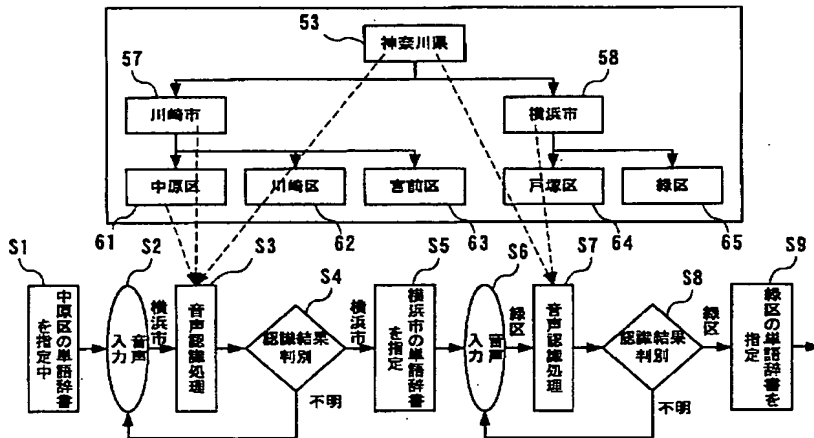 53
神奈川県
57
58
川崎市
横浜市
中原区
川崎区
宮前区
戸塚区
緑区
61
62
63
64
65
S1
S2
S3
S4
S5
S6
S7
S8
S9
中原区の単語辞書
を指定中
音声
入力
横浜市
音声認識処理
認識結果
判別
横浜市
横浜市の単語辞書
を指定
音声
入力
緑区
音声認識処理
認識結果
判別
緑区
緑区の単語辞書を
指定
不明
不明